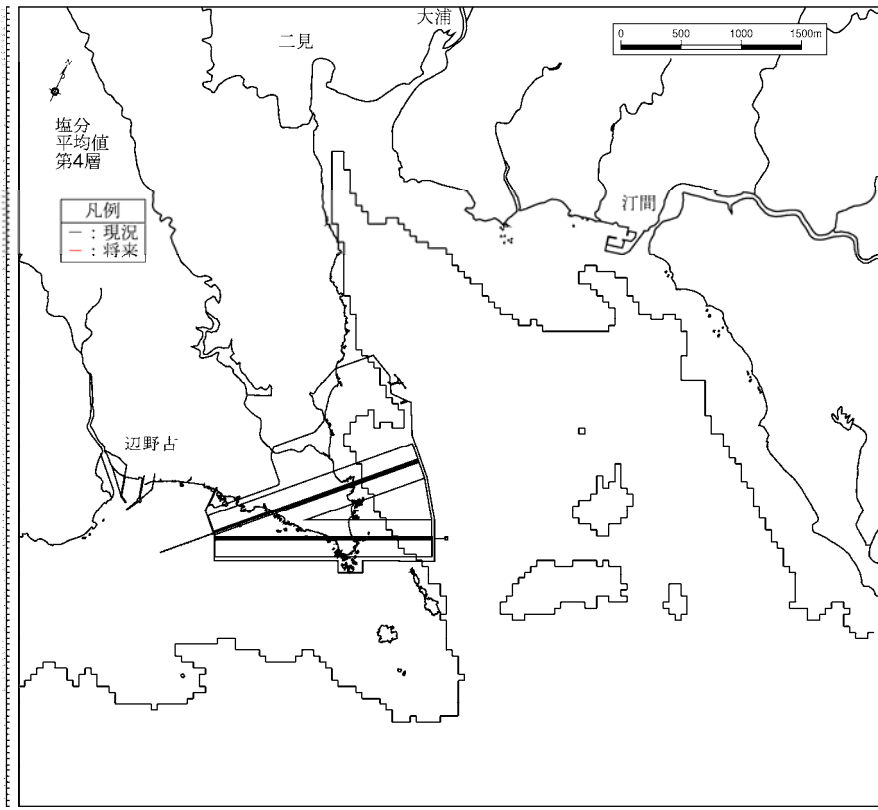 大浦
二見
0 500 1000 1500m
N
塩分
平均値
第4層
汀間
凡例
― : 現況
― : 将来
辺野古